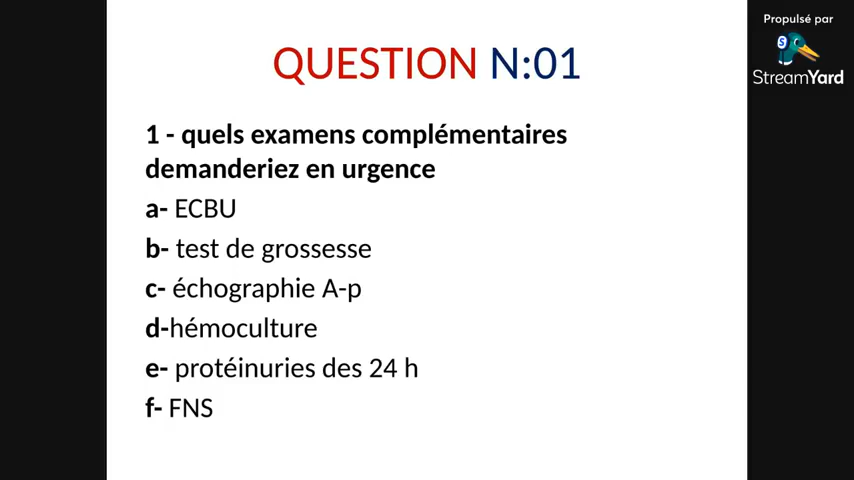 Propulsé par
StreamYard
QUESTION N:01
1 - quels examens complémentaires
demanderiez en urgence
a- ECBU
b- test de grossesse
c- échographie A-p
d-hémoculture
e- protéinuries des 24 h
f- FNS